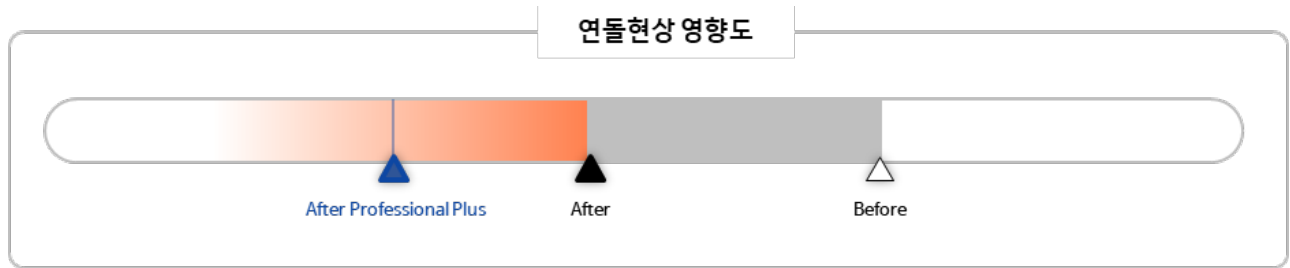 연돌현상 영향도
After Professional Plus
After
Before